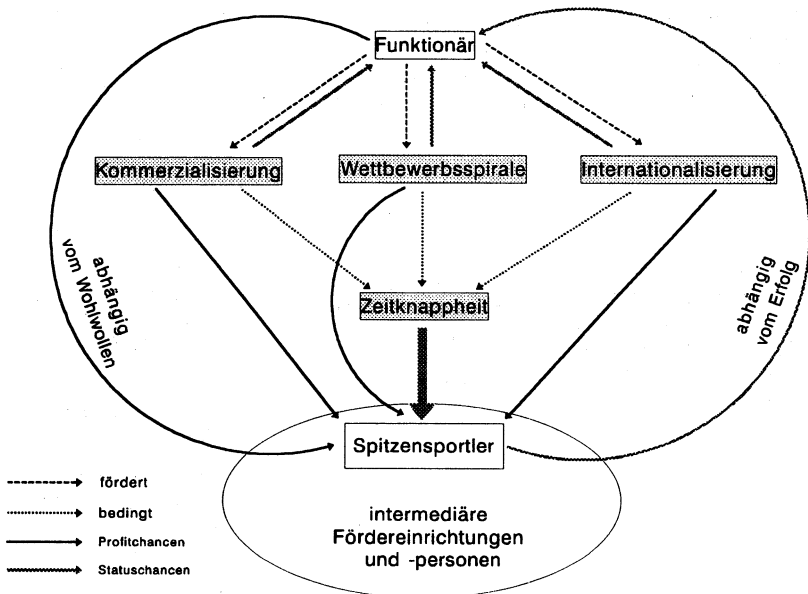 Funktionär
Kommerzialisierung
Wettbewerbsspirale
Internationalisierung
abhängig
vom Wohlwollen
Zeitknappheit
abhängig
vom Erfolg
Spitzensportler
intermediäre
Fördereinrichtungen
und -personen
fördert
bedingt
Profitchancen
Statuschancen